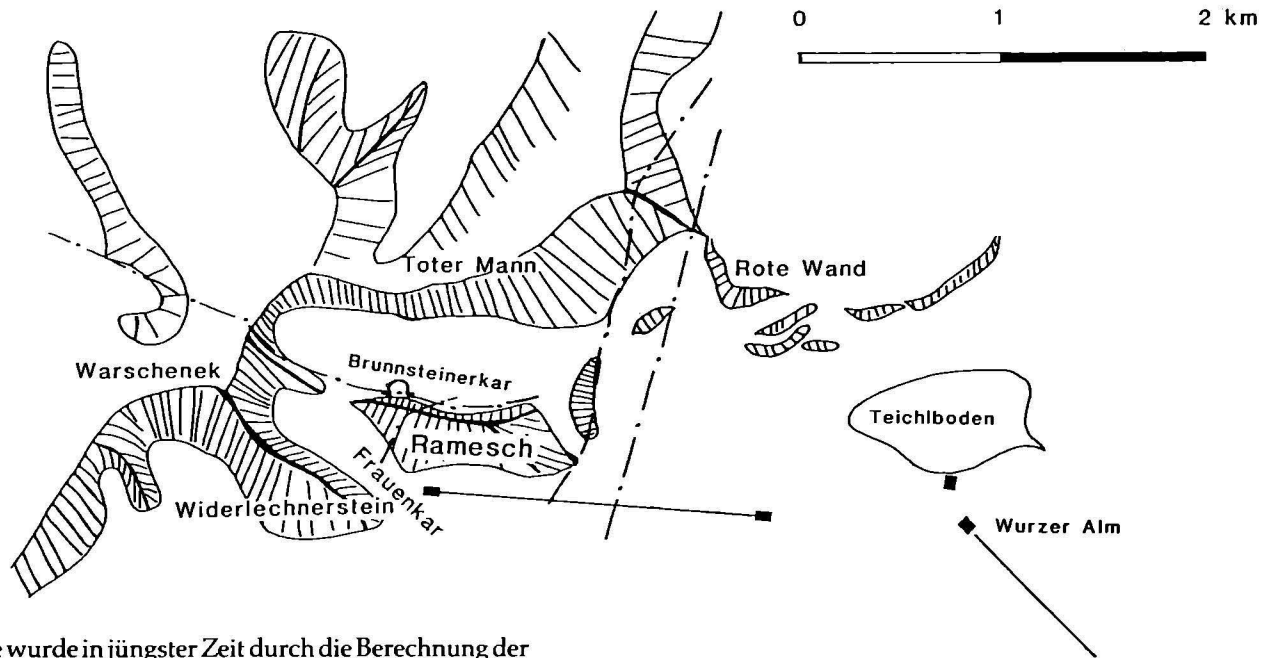 0 1 2 km
Toter Mann
Rote Wand
Warschenek
Brunnsteinerkar
Teichlboden
Ramesch
Frauenkar
Widerlechnerstein
Wurzer Alm
e wurde in jüngster Zeit durch die Berechnung der